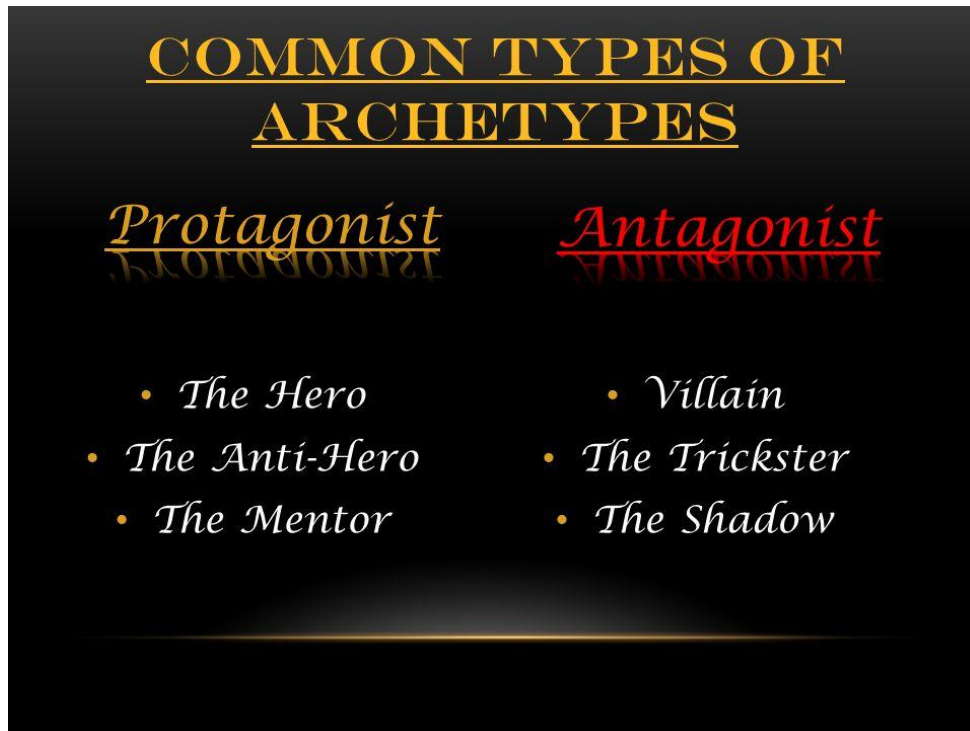 COMMON TYPES OF
ARCHETYPES
Protagonist
• The Hero
• The Anti-Hero
• The Mentor
Antagonist
• Villain
• The Trickster
• The Shadow